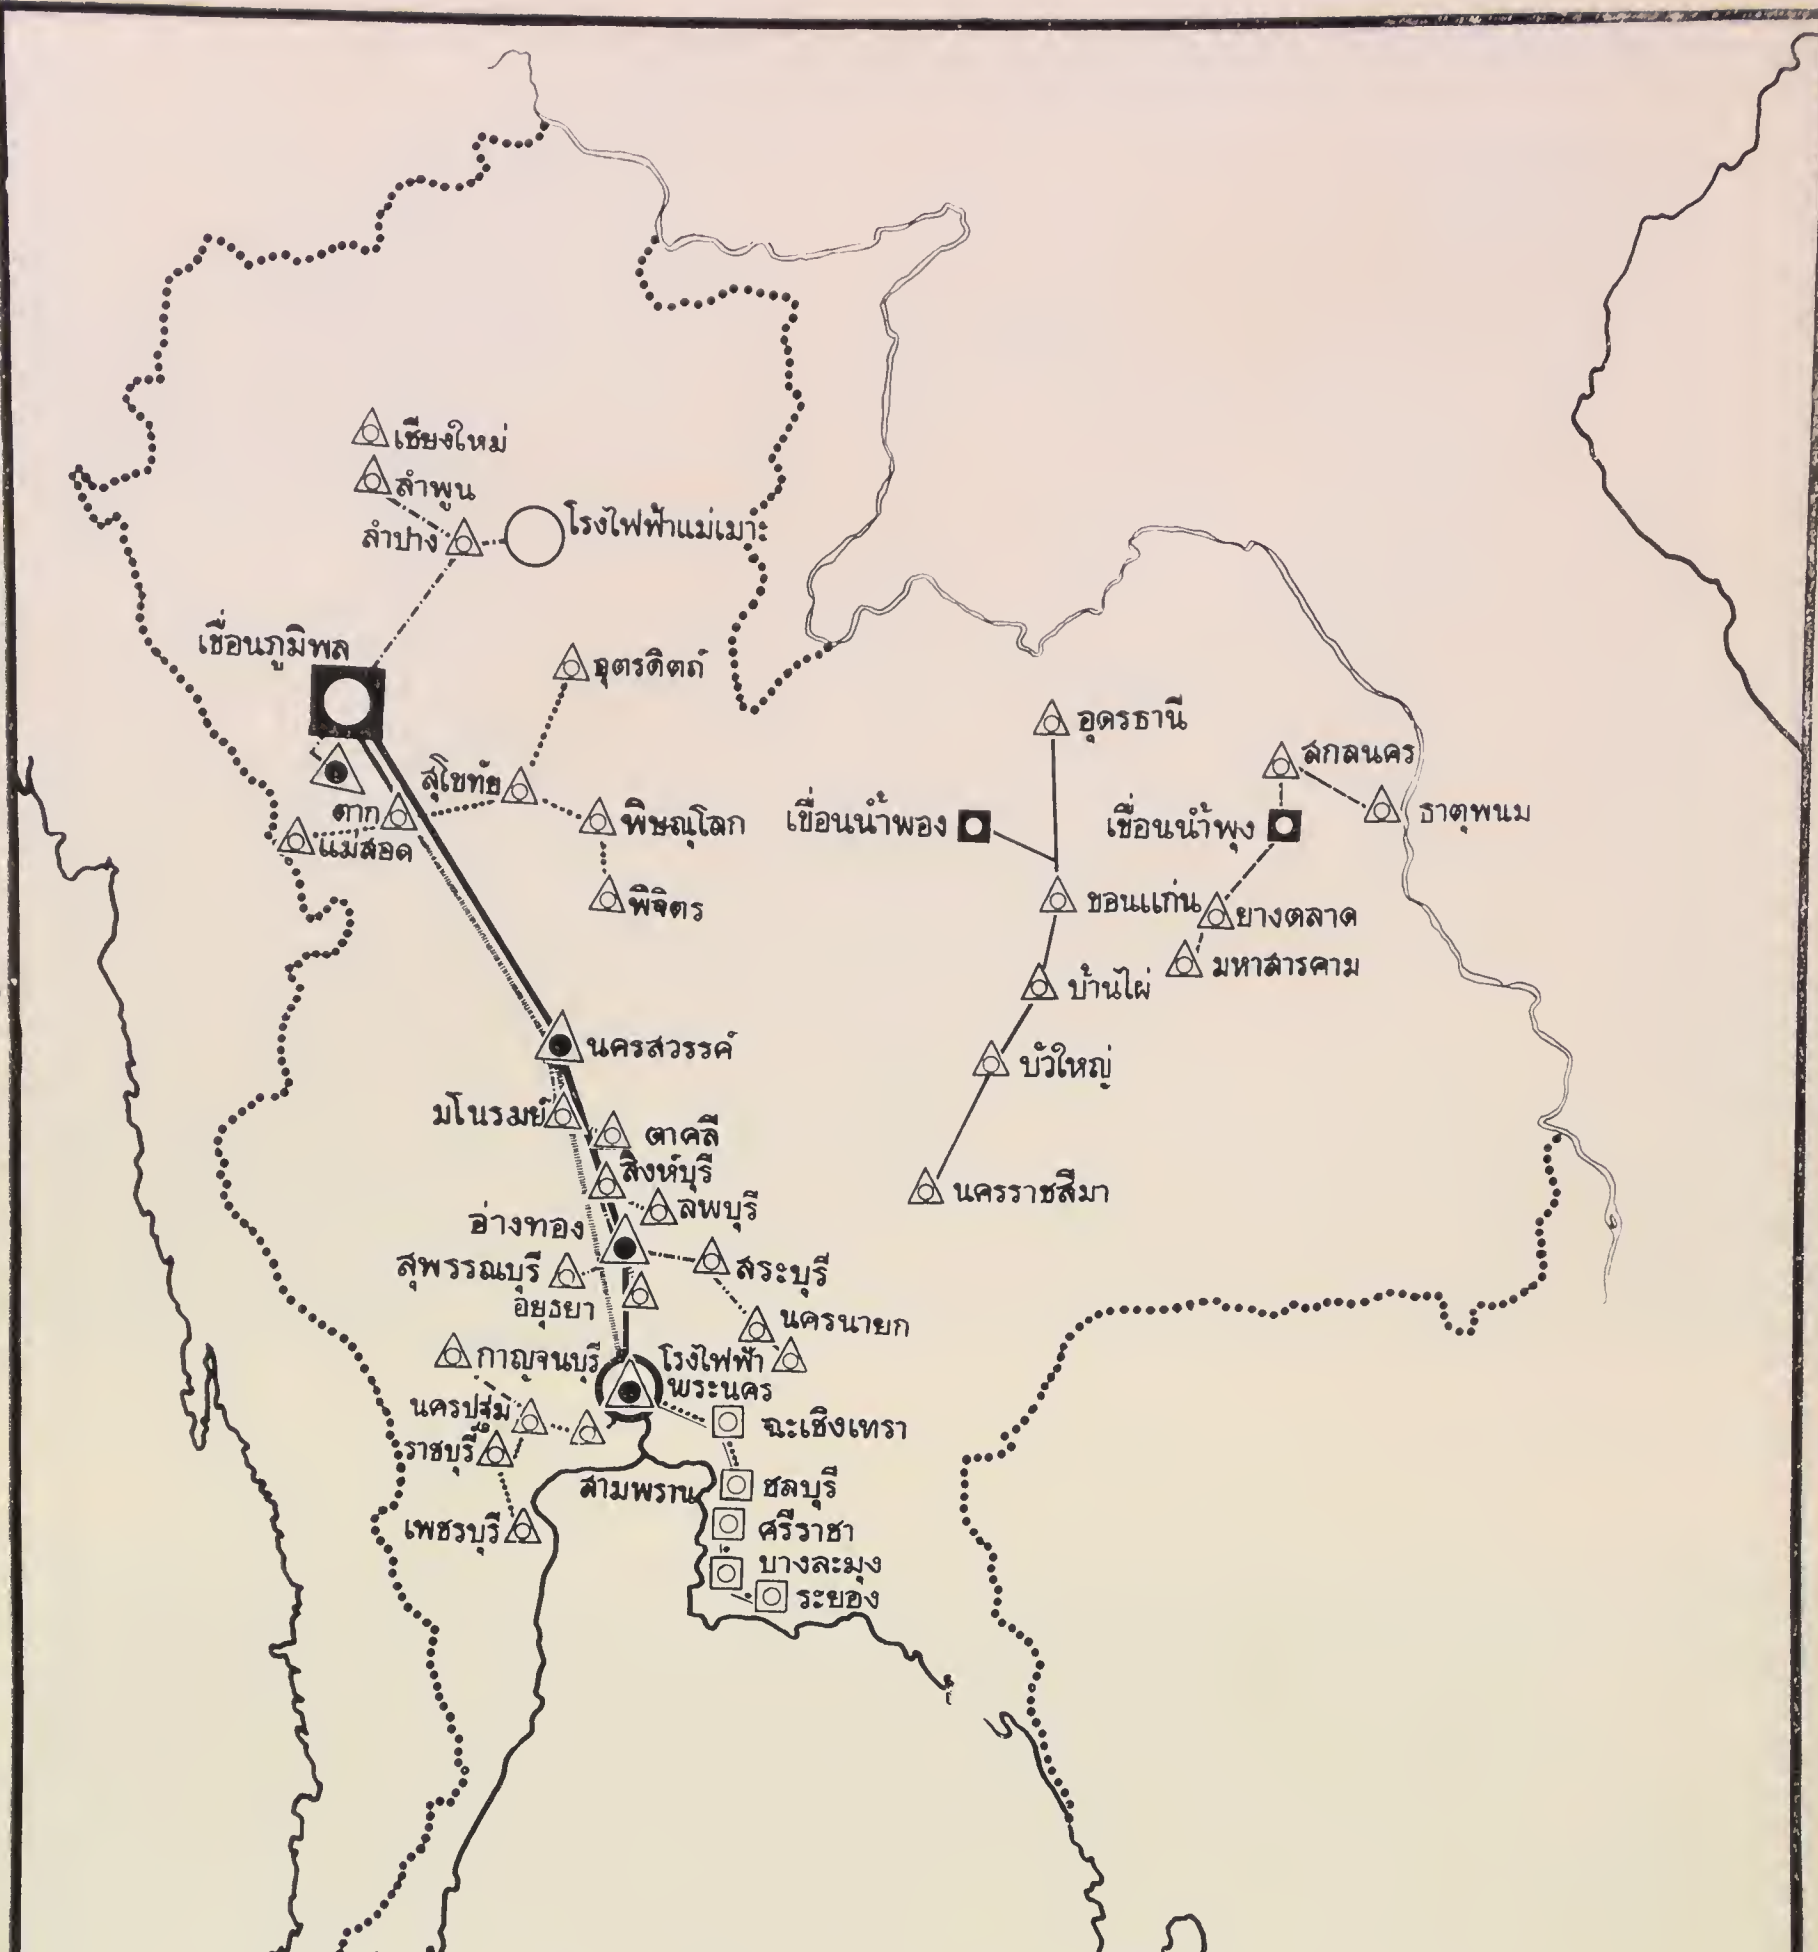 เชียงใหม่
ลำพูน
ลำปาง
โรงไฟฟ้าแม่เมาะ
เขื่อนภูมิพล
อุตรดิตถ์
สุโขทัย
ตาก
แม่สอด
พิษณุโลก
พิจิตร
อุดรธานี
สกลนคร
เขื่อนน้ำพอง
เขื่อนน้ำพุง
ธาตุพนม
ขอนแก่น
ยางตลาด
มหาสารคาม
บ้านไผ่
บัวใหญ่
นครราชสีมา
นครสวรรค์
มโนรมย์
ตาคลี
สิงห์บุรี
ลพบุรี
อ่างทอง
สุพรรณบุรี
สระบุรี
อยุธยา
นครนายก
กาญจนบุรี
โรงไฟฟ้า
พระนคร
นครปฐม
ฉะเชิงเทรา
ราชบุรี
สามพราน
ชลบุรี
เพชรบุรี
ศรีราชา
บางละมุง
ระยอง